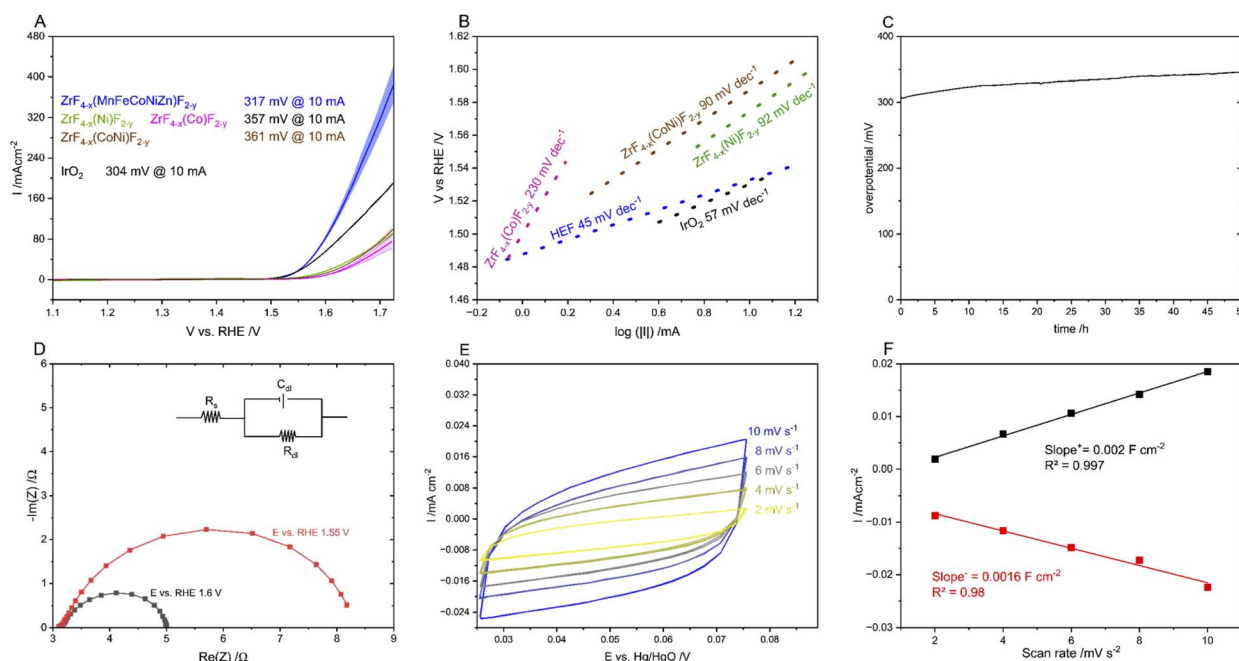 A
I /mAcm⁻²
480
400
320
240
160
80
0
ZrF₄₋ₓ(MnFeCoNiZn)F₂₋ᵧ 317 mV @ 10 mA
ZrF₄₋ₓ(Ni)F₂₋ᵧ ZrF₄₋ₓ(Co)F₂₋ᵧ 357 mV @ 10 mA
ZrF₄₋ₓ(CoNi)F₂₋ᵧ 361 mV @ 10 mA
IrO₂ 304 mV @ 10 mA
1.1 1.2 1.3 1.4 1.5 1.6 1.7
V vs. RHE /V
B
V vs RHE /V
1.62
1.60
1.58
1.56
1.54
1.52
1.50
1.48
1.46
ZrF₄₋ₓ(Co)F₂₋ᵧ 230 mV dec⁻¹
ZrF₄₋ₓ(CoNi)F₂₋ᵧ 90 mV dec⁻¹
ZrF₄₋ₓ(Ni)F₂₋ᵧ 92 mV dec⁻¹
HEF 45 mV dec⁻¹
IrO₂ 57 mV dec⁻¹
−0.2 0.0 0.2 0.4 0.6 0.8 1.0 1.2 1.4
log (|I|) /mA
C
overpotential /mV
400
300
200
100
0
0 5 10 15 20 25 30 35 40 45 50
time /h
D
-Im(Z) /Ω
6
5
4
3
2
1
0
Rₛ
C_dl
R_dl
E vs. RHE 1.55 V
E vs. RHE 1.6 V
3 4 5 6 7 8 9
Re(Z) /Ω
E
I /mA cm⁻²
0.040
0.032
0.024
0.016
0.008
0.000
−0.008
−0.016
−0.024
10 mV s⁻¹
8 mV s⁻¹
6 mV s⁻¹
4 mV s⁻¹
2 mV s⁻¹
0.03 0.04 0.05 0.06 0.07 0.08
E vs. Hg/HgO /V
F
I /mAcm⁻²
0.02
0.01
0.00
−0.01
−0.02
−0.03
Slope⁺= 0.002 F cm⁻²
R² = 0.997
Slope⁻ = 0.0016 F cm⁻²
R² = 0.98
2 4 6 8 10
Scan rate /mV s⁻²